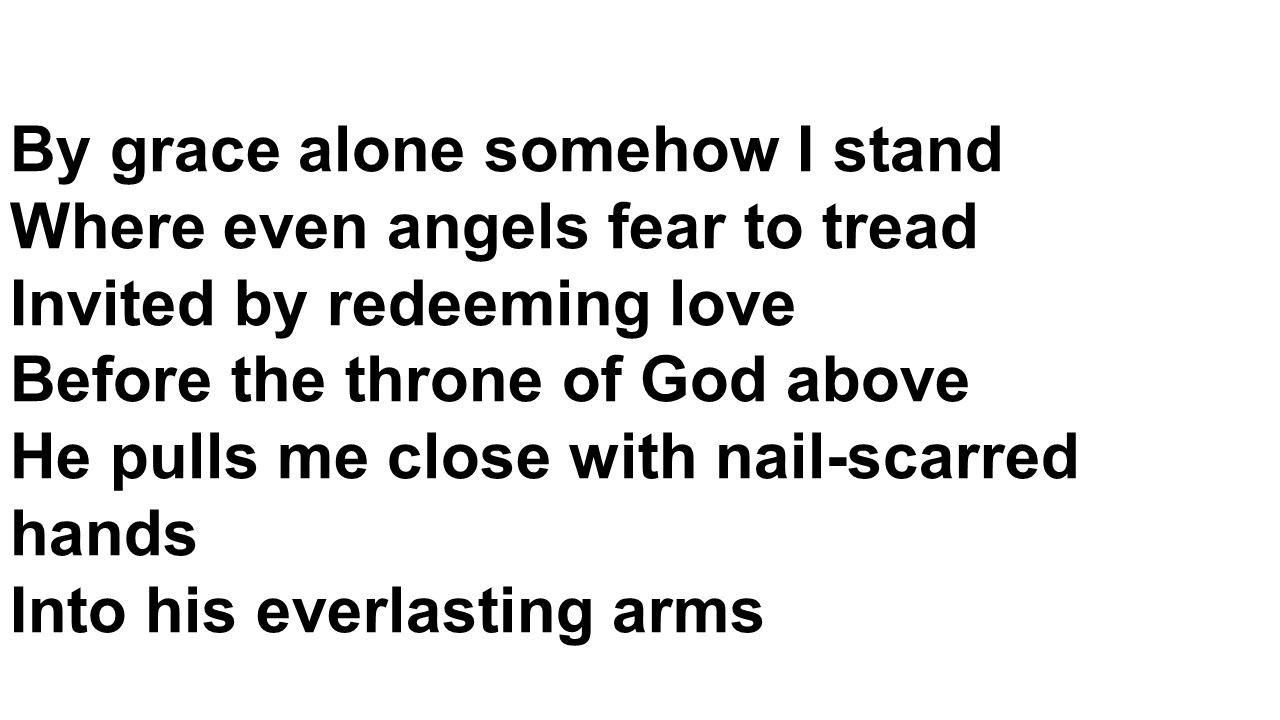 By grace alone somehow I stand
Where even angels fear to tread
Invited by redeeming love
Before the throne of God above
He pulls me close with nail-scarred
hands
Into his everlasting arms